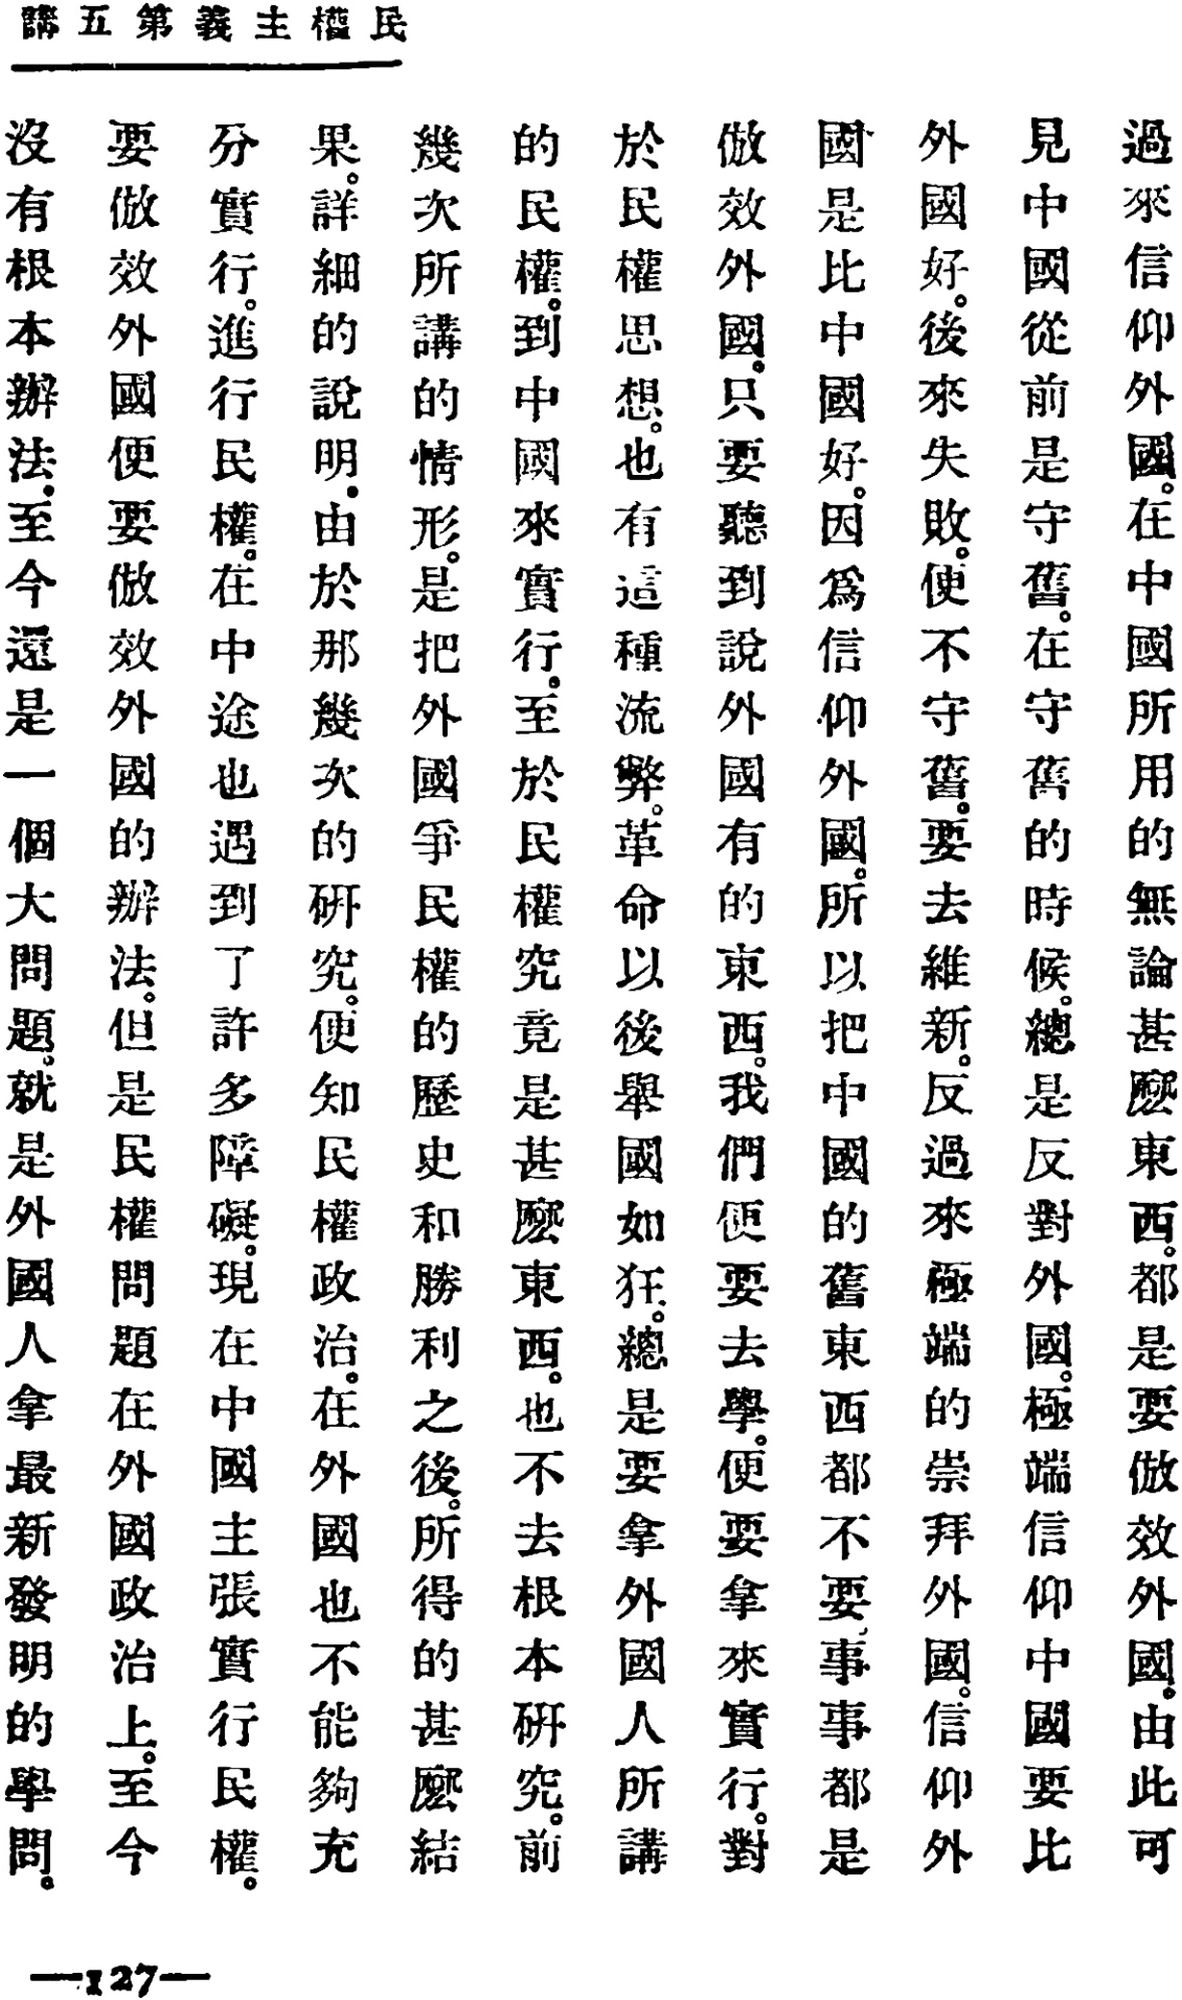 民權主義第五講
過來信仰外國。在中國所用的無論甚麼東西。都是要倣效外國。由此可
見中國從前是守舊。在守舊的時候。總是反對外國。極端信仰中國要比
外國好。後來失敗。便不守舊。要去維新。反過來極端的崇拜外國。信仰外
國是比中國好。因爲信仰外國。所以把中國的舊東西都不要事事都是
倣效外國。只要聽到說外國有的東西。我們便要去學。便要拿來實行。對
於民權思想。也有這種流弊。革命以後舉國如狂。總是要拿外國人所講
的民權。到中國來實行。至於民權究竟是甚麼東西。也不去根本研究。前
幾次所講的情形。是把外國爭民權的歷史和勝利之後。所得的甚麼結
果。詳細的說明。由於那幾次的研究。便知民權政治。在外國也不能夠充
分實行。進行民權。在中途也遇到了許多障礙。現在中國主張實行民權。
要倣效外國便要倣效外國的辦法。但是民權問題在外國政治上。至今
沒有根本辦法。至今還是一個大問題。就是外國人拿最新發明的學問。
—127—